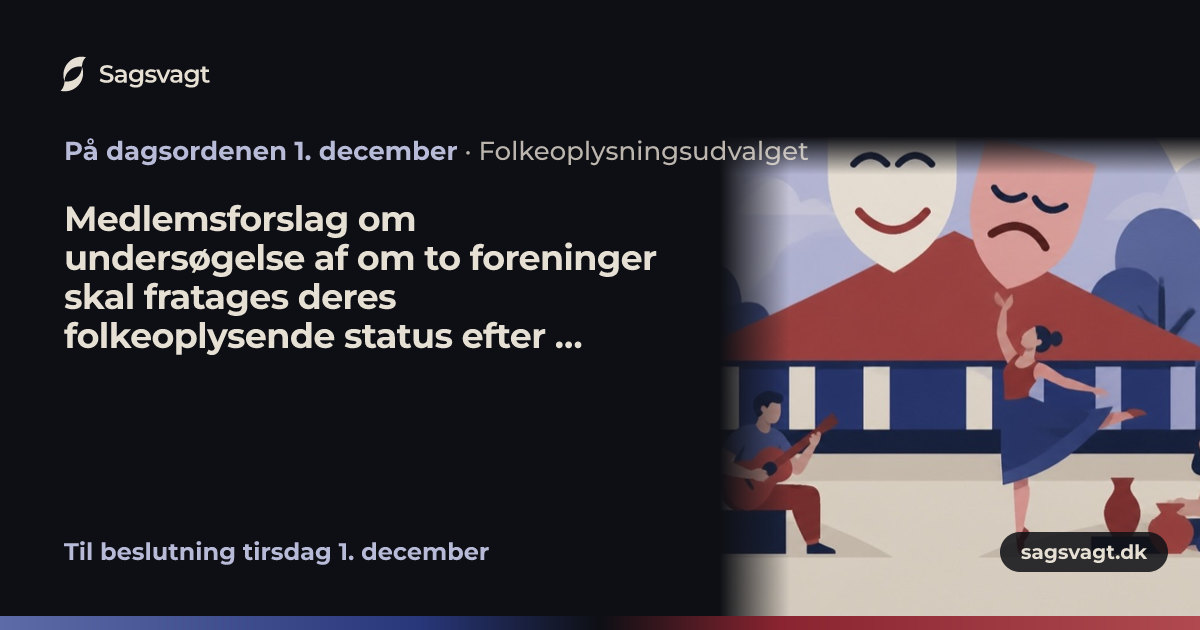 Sagsvagt
På dagsordenen 1. december · Folkeoplysningsudvalget
Medlemsforslag om
undersøgelse af om to foreninger
skal fratages deres
folkeoplysende status efter ...
Til beslutning tirsdag 1. december
sagsvagt.dk